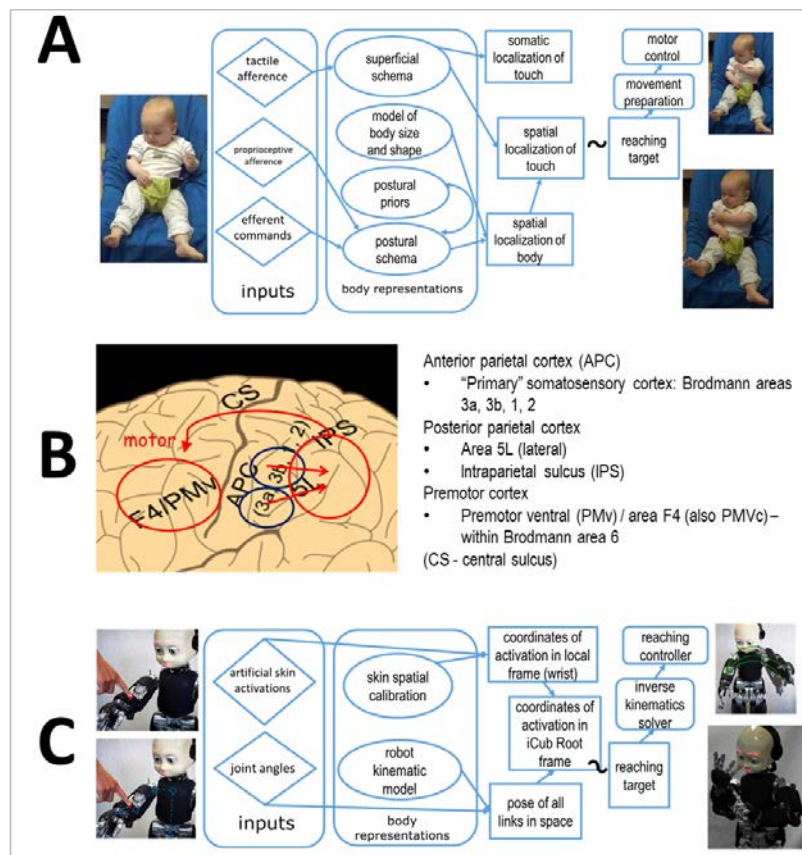 A
tactile
afference
proprioceptive
afference
efferent
commands
inputs
superficial
schema
model of
body size
and shape
postural
priors
postural
schema
body representations
somatic
localization of
touch
spatial
localization of
touch
spatial
localization of
body
~
reaching
target
movement
preparation
motor
control
B
CS
motor
F4/PMv
APC
(3a, 3b, 1, 2)
5L
IPS
Anterior parietal cortex (APC)
• “Primary” somatosensory cortex: Brodmann areas
3a, 3b, 1, 2
Posterior parietal cortex
• Area 5L (lateral)
• Intraparietal sulcus (IPS)
Premotor cortex
• Premotor ventral (PMv) / area F4 (also PMVc) –
within Brodmann area 6
(CS - central sulcus)
C
artificial skin
activations
joint angles
inputs
skin spatial
calibration
robot
kinematic
model
body
representations
coordinates of
activation in local
frame (wrist)
coordinates of
activation in
iCub Root
frame
pose of all
links in space
~
reaching
target
inverse
kinematics
solver
reaching
controller